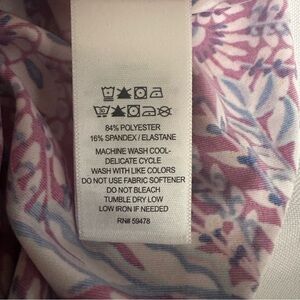 84% POLYESTER
16% SPANDEX / ELASTANE
MACHINE WASH COOL-
DELICATE CYCLE
WASH WITH LIKE COLORS
DO NOT USE FABRIC SOFTENER
DO NOT BLEACH
TUMBLE DRY LOW
LOW IRON IF NEEDED
RN# 59478